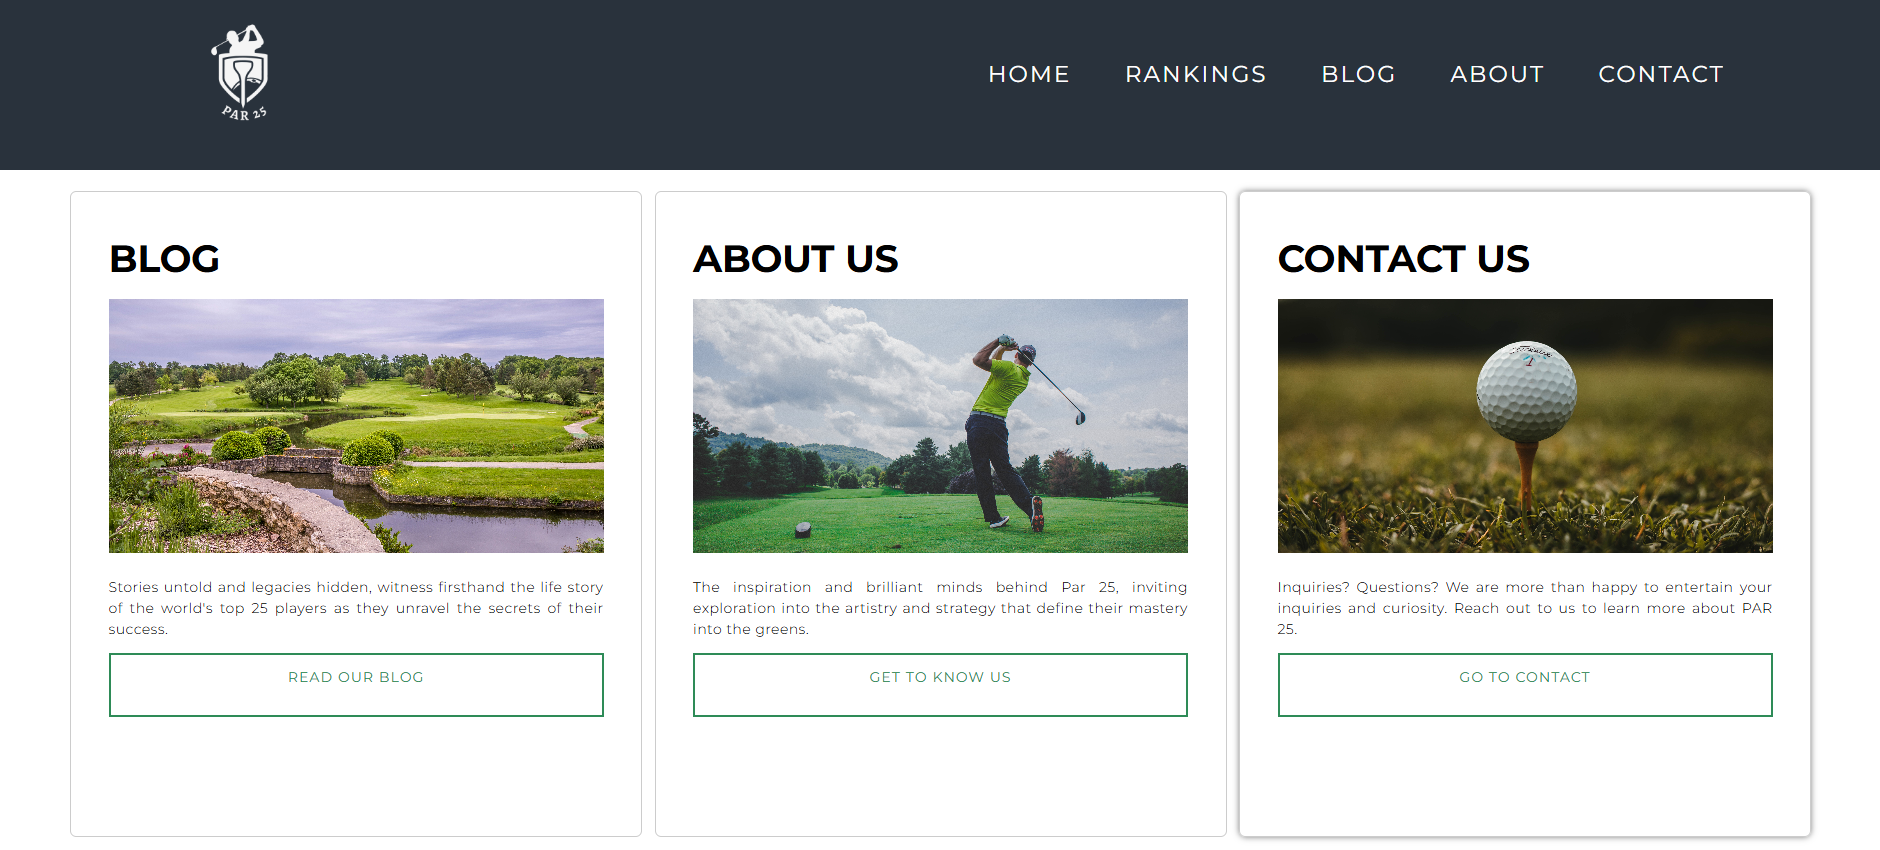 PAR 25
HOME RANKINGS BLOG ABOUT CONTACT
BLOG
Stories untold and legacies hidden, witness firsthand the life story
of the world's top 25 players as they unravel the secrets of their
success.
READ OUR BLOG
ABOUT US
The inspiration and brilliant minds behind Par 25, inviting
exploration into the artistry and strategy that define their mastery
into the greens.
GET TO KNOW US
CONTACT US
Inquiries? Questions? We are more than happy to entertain your
inquiries and curiosity. Reach out to us to learn more about PAR
25.
GO TO CONTACT